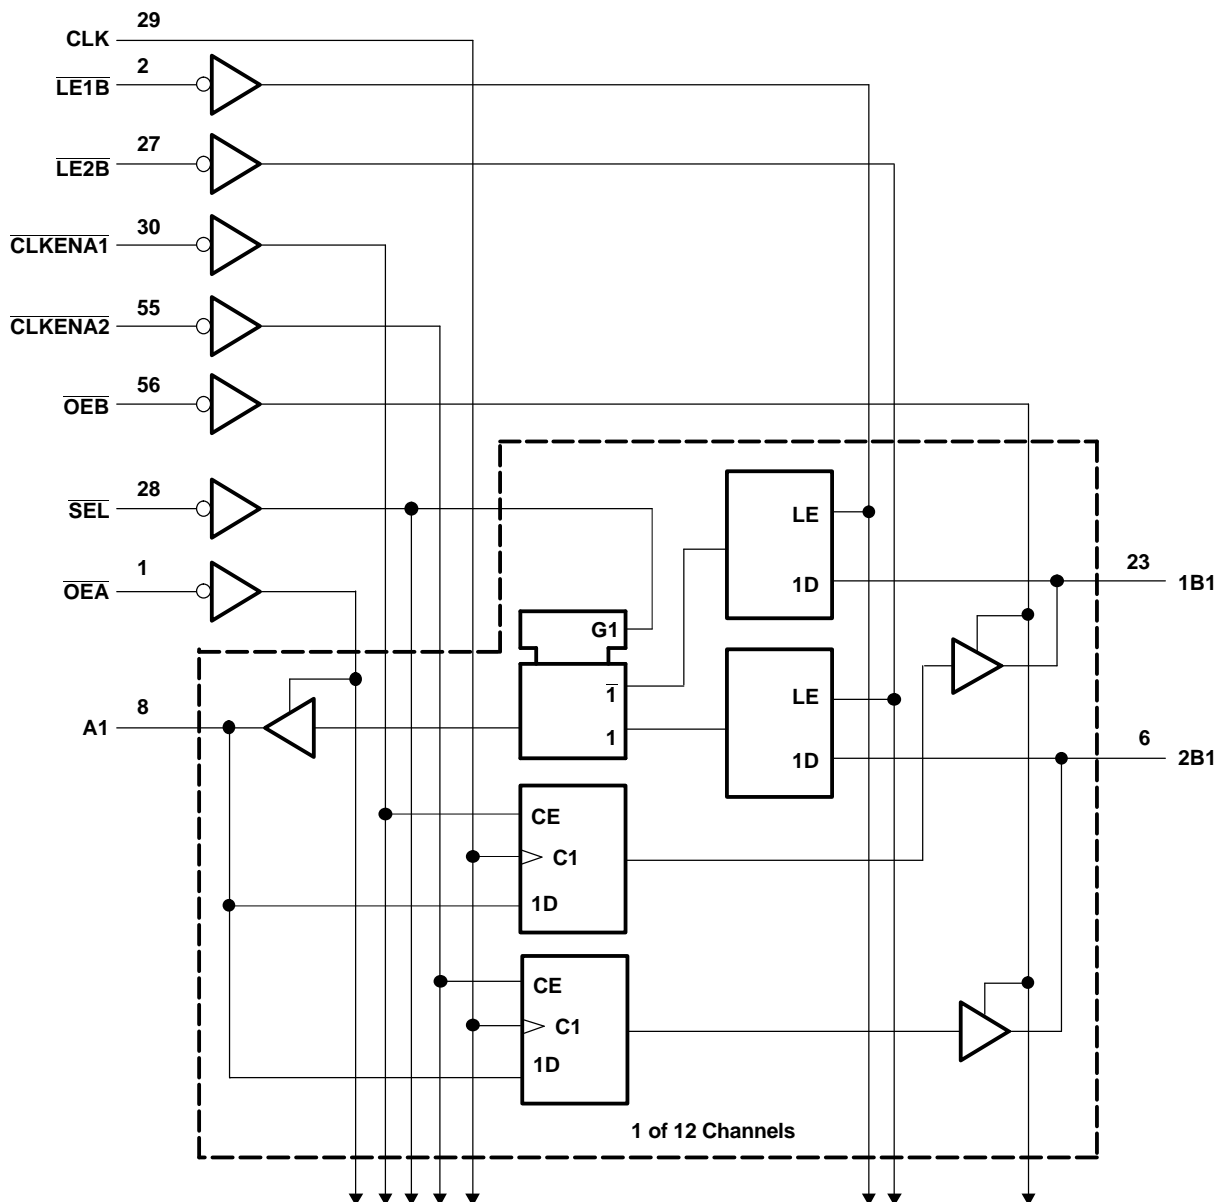 29
CLK
2
LE1B
27
LE2B
30
CLKENA1
55
CLKENA2
56
OEB
28
SEL
1
OEA
G1
1
1
LE
1D
23
1B1
LE
1D
8
A1
6
2B1
CE
C1
1D
CE
C1
1D
1 of 12 Channels